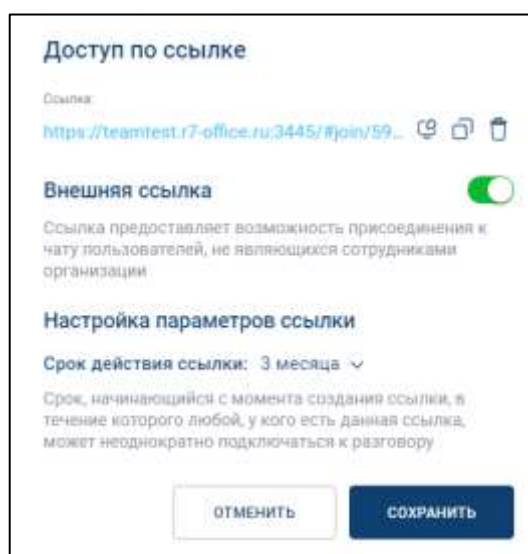 Доступ по ссылке
Ссылка:
https://teamtest.r7-office.ru:3445/#join/59...
Внешняя ссылка
Ссылка предоставляет возможность присоединения к
чату пользователей, не являющихся сотрудниками
организации
Настройка параметров ссылки
Срок действия ссылки: 3 месяца
Срок, начинающийся с момента создания ссылки, в
течение которого любой, у кого есть данная ссылка,
может неоднократно подключаться к разговору
ОТМЕНИТЬ
СОХРАНИТЬ